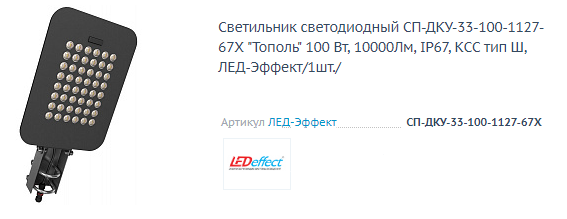 Светильник светодиодный СП-ДКУ-33-100-1127-
67Х "Тополь" 100 Вт, 10000Лм, IP67, КСС тип Ш,
ЛЕД-Эффект/1шт./
Артикул ЛЕД-Эффект СП-ДКУ-33-100-1127-67Х
LEDeffect